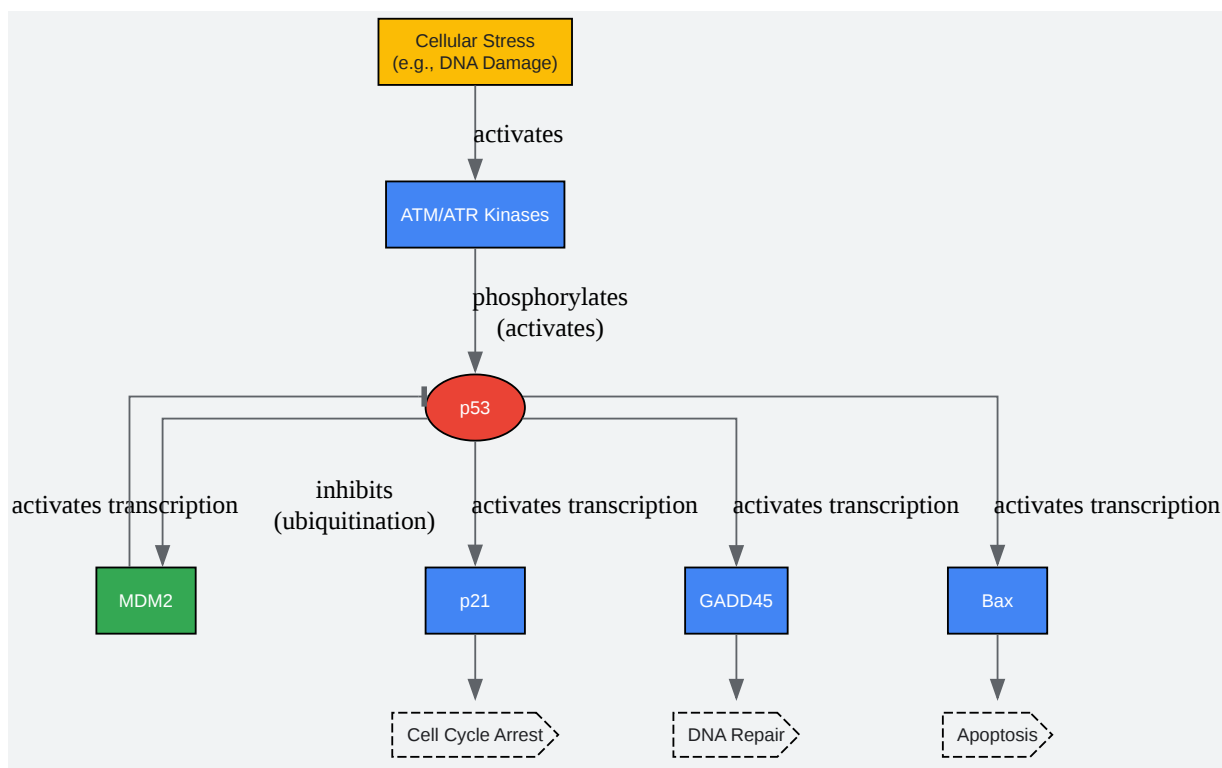 Cellular Stress
(e.g., DNA Damage)
activates
ATM/ATR Kinases
phosphorylates
(activates)
p53
activates transcription
inhibits
(ubiquitination)
activates transcription
activates transcription
activates transcription
MDM2
p21
GADD45
Bax
Cell Cycle Arrest
DNA Repair
Apoptosis